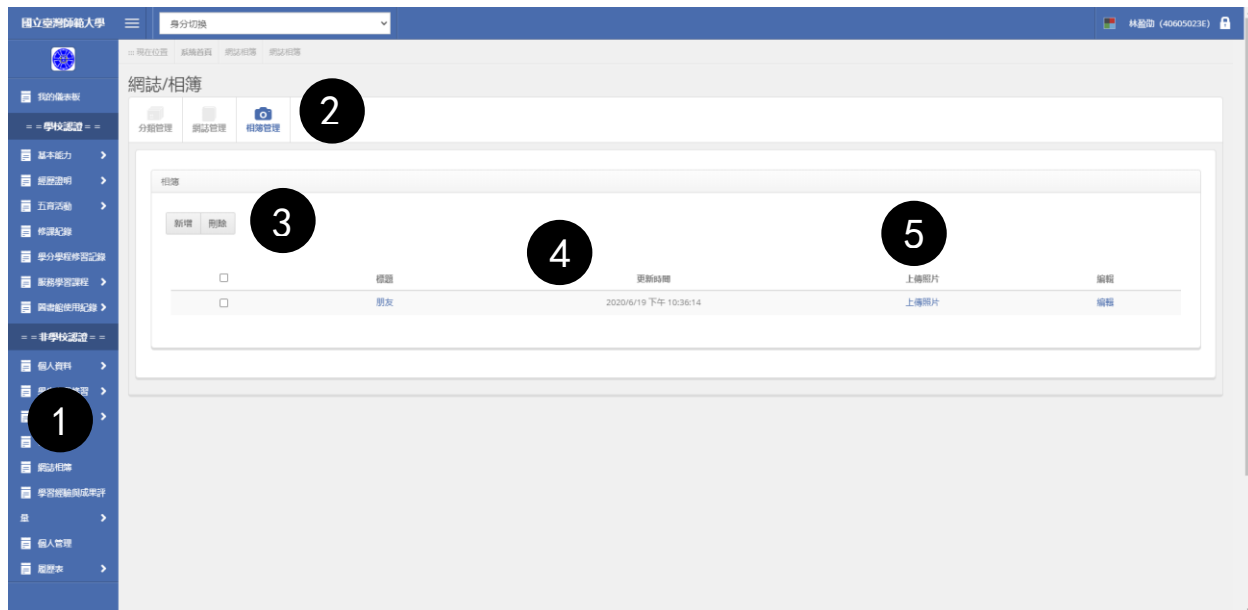 國立臺灣師範大學
身分切換
林盈劭 (40605023E)
::: 現在位置 系統首頁 網誌相簿 網誌相簿
網誌/相簿
2
分類管理 網誌管理 相簿管理
我的儀表板
= =學校認證= =
基本能力
經歷證明
五育活動
修課紀錄
學分學程修習記錄
服務學習課程
圖書館使用紀錄
= =非學校認證= =
個人資料
1
網誌相簿
學習經驗與成果評
量
個人管理
履歷表
相簿
新增 刪除
3
4
5
標題 更新時間 上傳照片 編輯
朋友 2020/6/19 下午 10:36:14 上傳照片 編輯